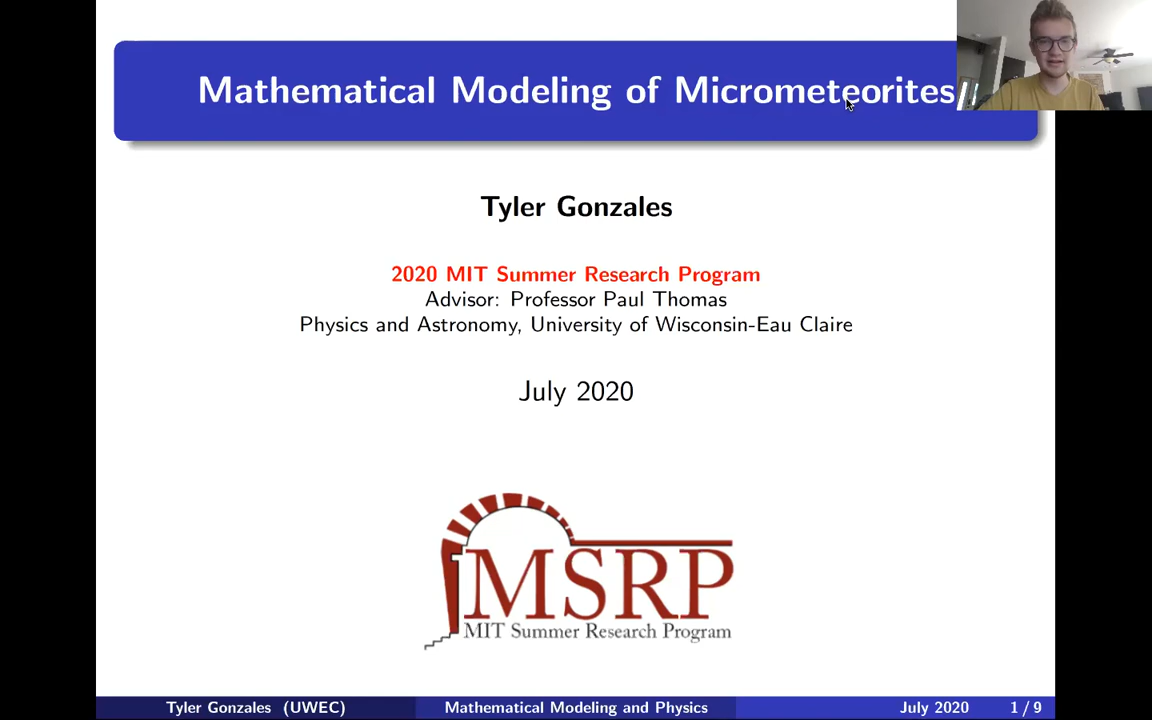 Mathematical Modeling of Micrometeorites
Tyler Gonzales
2020 MIT Summer Research Program
Advisor: Professor Paul Thomas
Physics and Astronomy, University of Wisconsin-Eau Claire
July 2020
MSRP
MIT Summer Research Program
Tyler Gonzales (UWEC) Mathematical Modeling and Physics July 2020 1 / 9